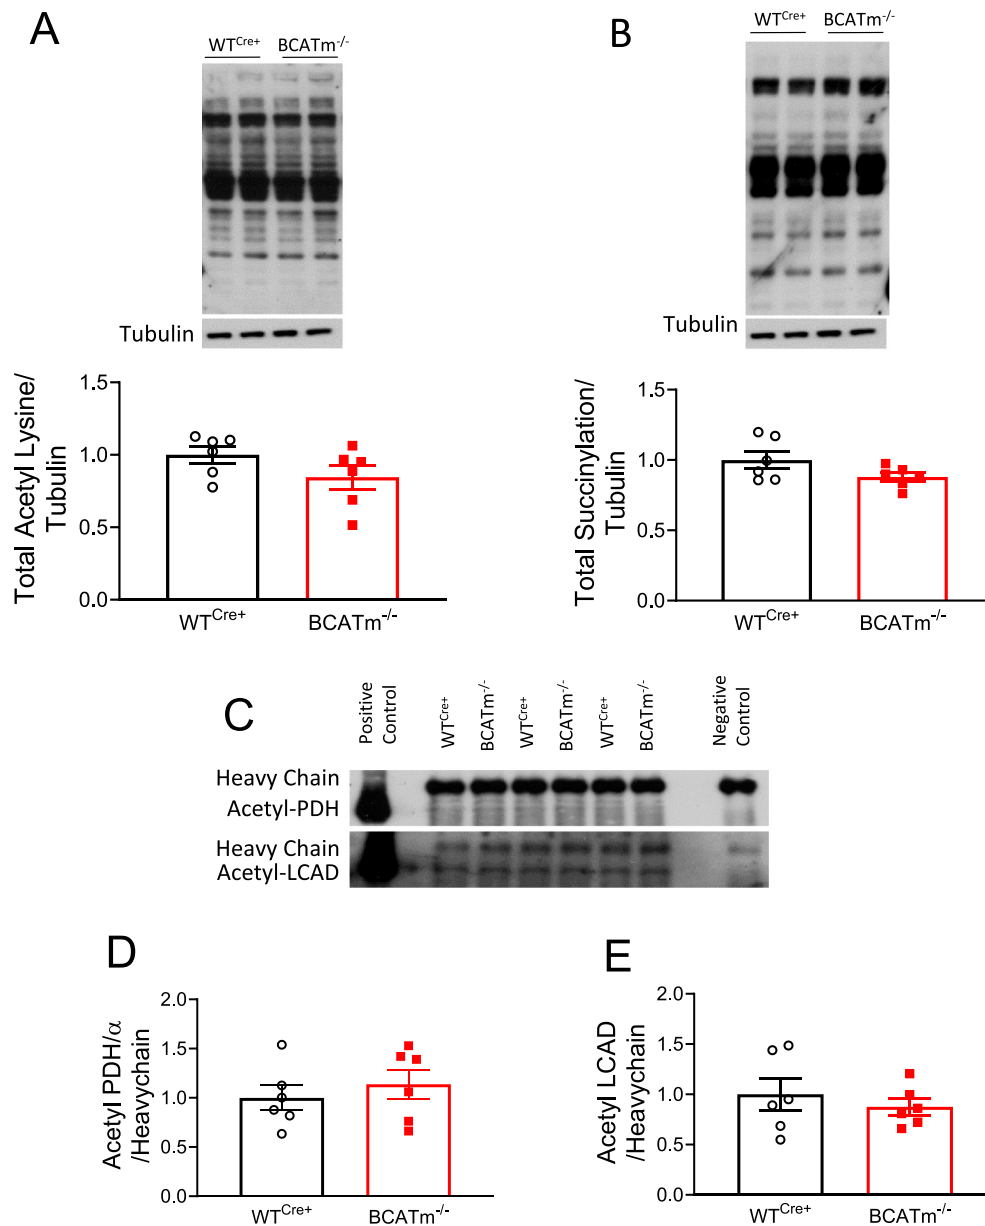 A
WT^Cre+ BCATm^-/-
Tubulin
Total Acetyl Lysine/
Tubulin
1.5
1.0
0.5
0.0
WT^Cre+ BCATm^-/-
B
WT^Cre+ BCATm^-/-
Tubulin
Total Succinylation/
Tubulin
1.5
1.0
0.5
0.0
WT^Cre+ BCATm^-/-
C
Positive
Control
WT^Cre+
BCATm^-/-
WT^Cre+
BCATm^-/-
WT^Cre+
BCATm^-/-
Negative
Control
Heavy Chain
Acetyl-PDH
Heavy Chain
Acetyl-LCAD
D
Acetyl PDH/α
/Heavychain
2.0
1.5
1.0
0.5
0.0
WT^Cre+ BCATm^-/-
E
Acetyl LCAD
/Heavychain
2.0
1.5
1.0
0.5
0.0
WT^Cre+ BCATm^-/-